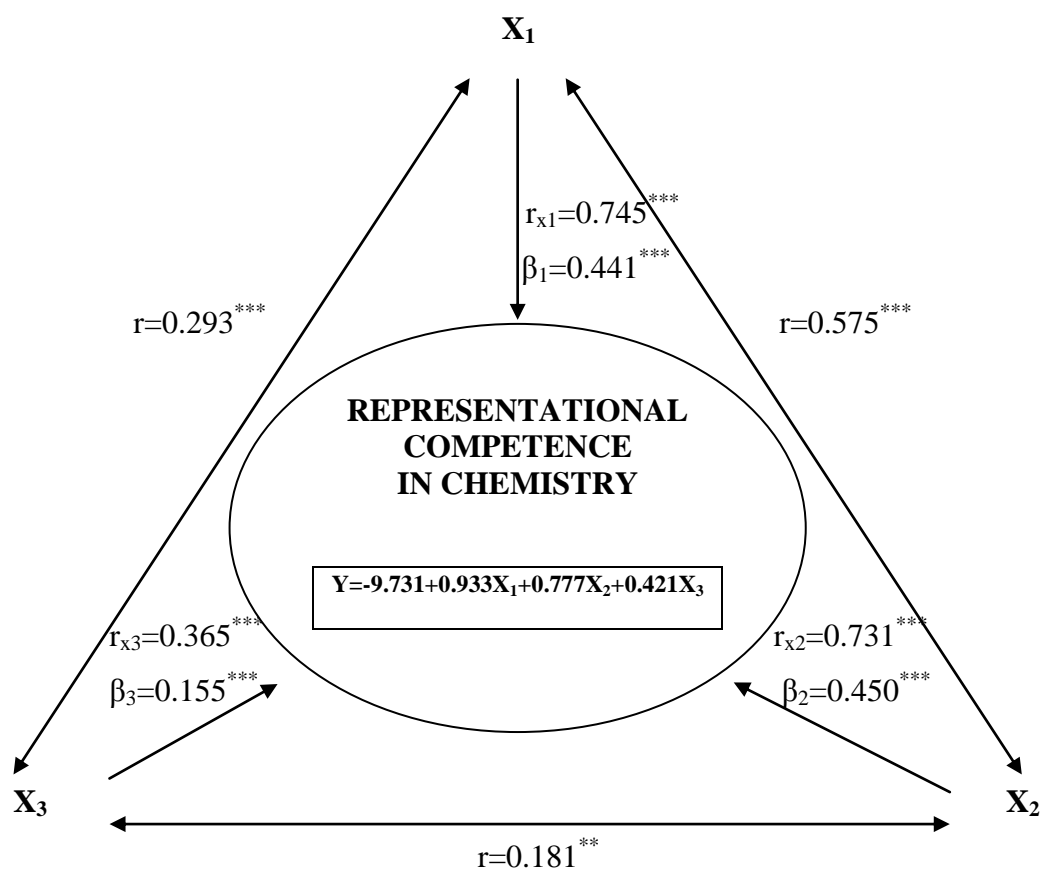 X₁
rₓ₁=0.745***
β₁=0.441***
r=0.293***
r=0.575***
REPRESENTATIONAL
COMPETENCE
IN CHEMISTRY
Y=-9.731+0.933X₁+0.777X₂+0.421X₃
rₓ₃=0.365***
β₃=0.155***
rₓ₂=0.731***
β₂=0.450***
X₃
X₂
r=0.181**